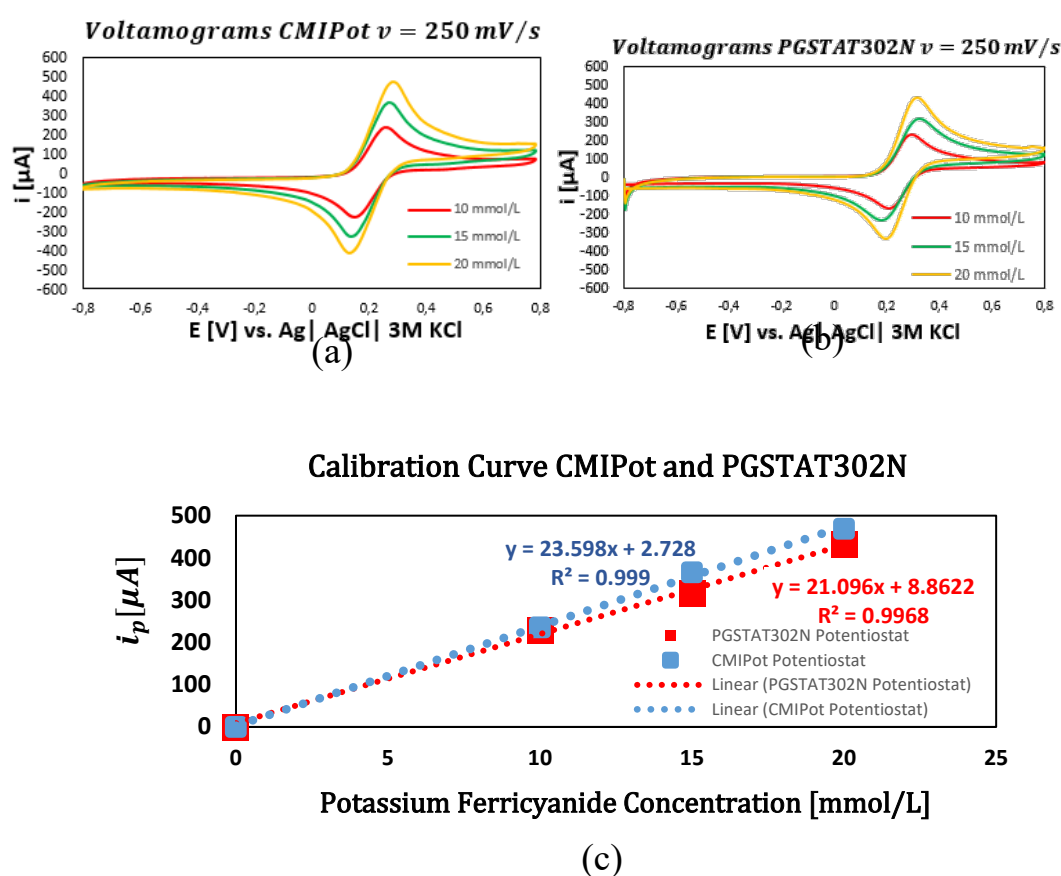 Voltamograms CMIPot v = 250 mV/s
600
500
400
300
200
100
0
-100
-200
-300
-400
-500
-600
i [µA]
10 mmol/L
15 mmol/L
20 mmol/L
-0,8 -0,6 -0,4 -0,2 0 0,2 0,4 0,6 0,8
E [V] vs. Ag| AgCl| 3M KCl
(a)
Voltamograms PGSTAT302N v = 250 mV/s
600
500
400
300
200
100
0
-100
-200
-300
-400
-500
-600
i [µA]
10 mmol/L
15 mmol/L
20 mmol/L
-0,8 -0,6 -0,4 -0,2 0 0,2 0,4 0,6 0,8
E [V] vs. Ag| AgCl| 3M KCl
(b)
Calibration Curve CMIPot and PGSTAT302N
500
400
300
200
100
0
i_p[µA]
y = 23.598x + 2.728
R² = 0.999
y = 21.096x + 8.8622
R² = 0.9968
PGSTAT302N Potentiostat
CMIPot Potentiostat
Linear (PGSTAT302N Potentiostat)
Linear (CMIPot Potentiostat)
0 5 10 15 20 25
Potassium Ferricyanide Concentration [mmol/L]
(c)